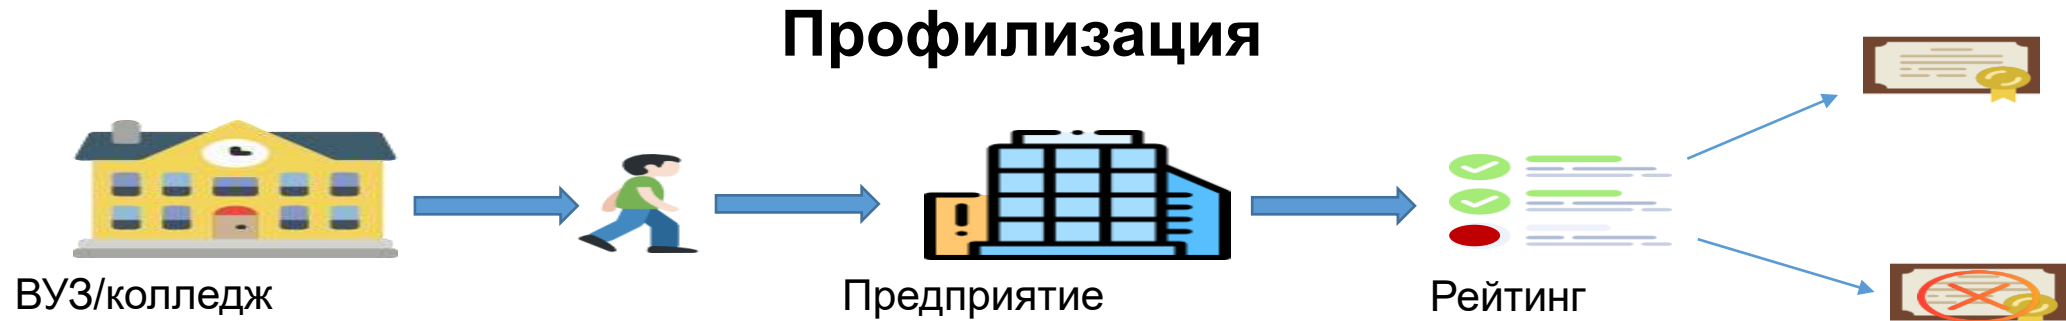 Профилизация
ВУЗ/колледж
Предприятие
Рейтинг